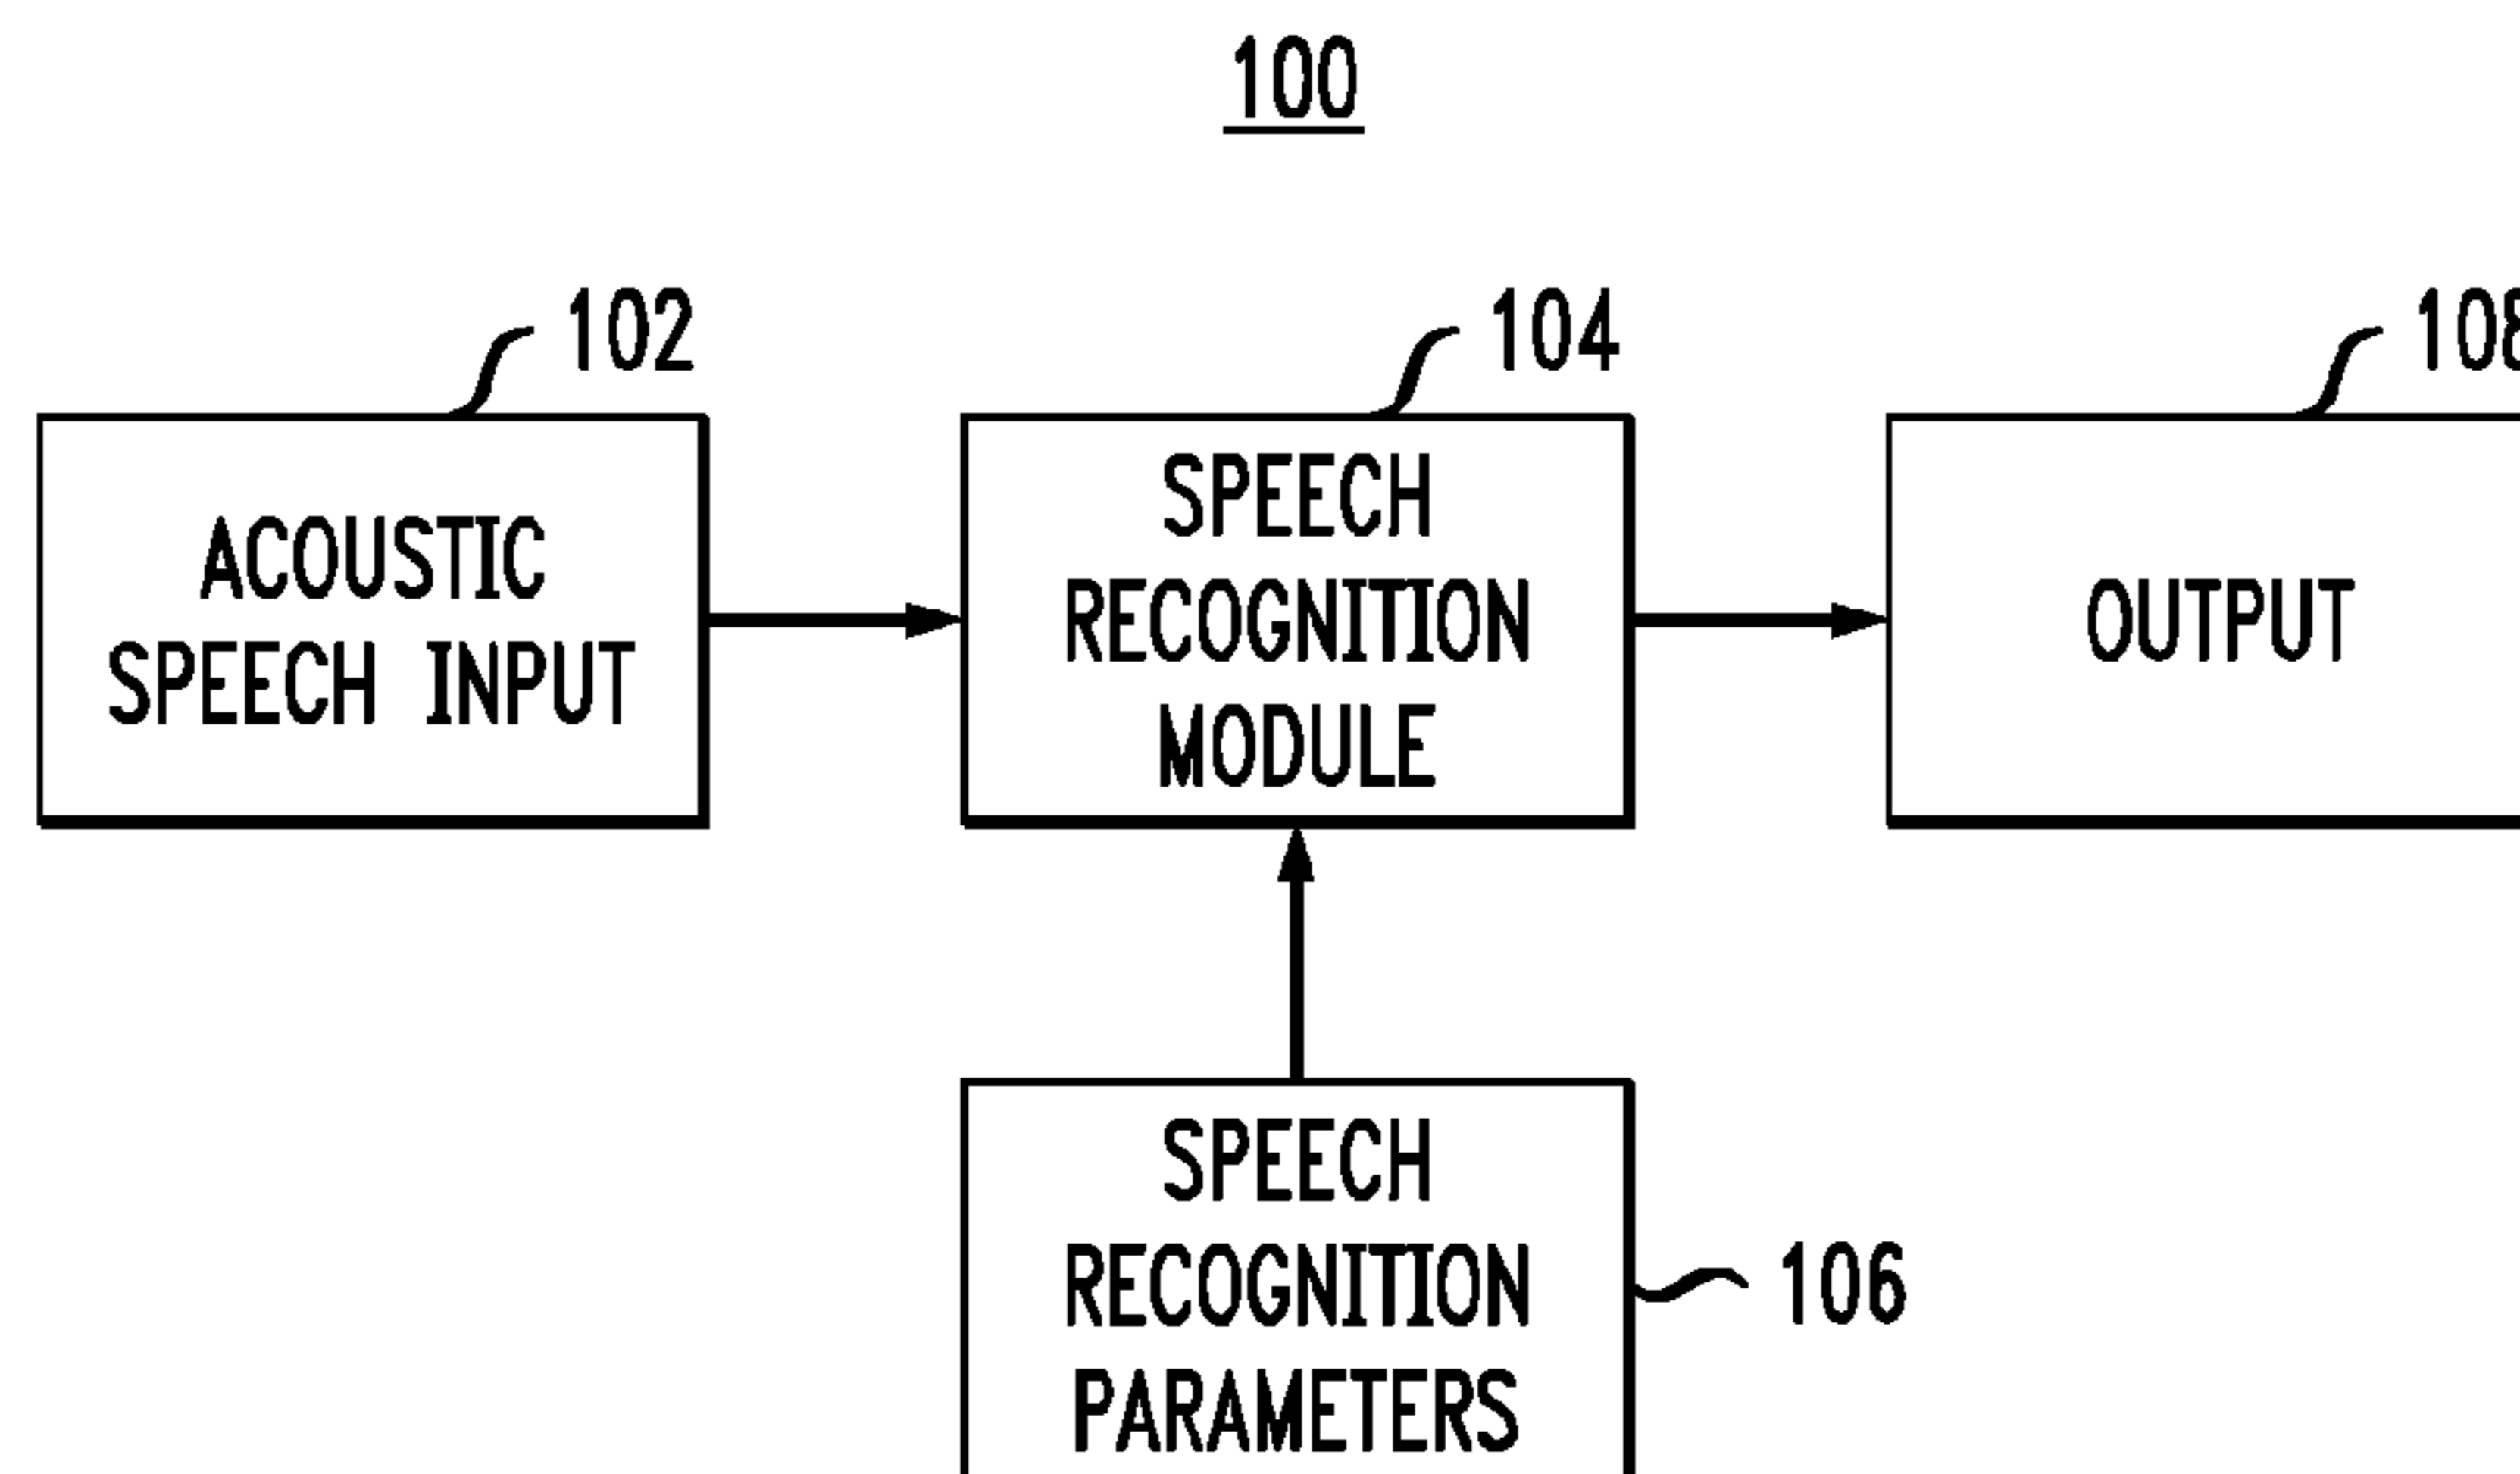 100
102
104
108
ACOUSTIC
SPEECH INPUT
SPEECH
RECOGNITION
MODULE
OUTPUT
SPEECH
RECOGNITION
PARAMETERS
106